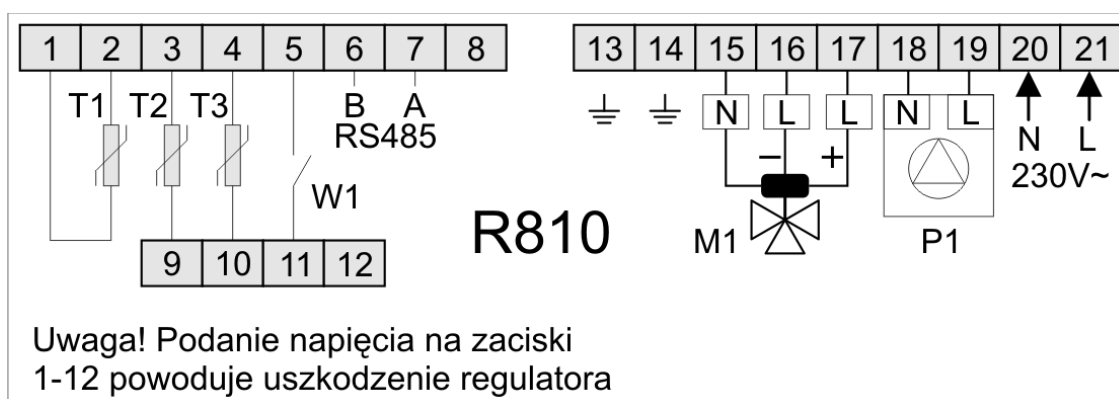 1 2 3 4 5 6 7 8 13 14 15 16 17 18 19 20 21
T1 T2 T3 B A N L L N L N L
RS485 − + 230V~
W1
R810 M1 P1
9 10 11 12
Uwaga! Podanie napięcia na zaciski
1-12 powoduje uszkodzenie regulatora